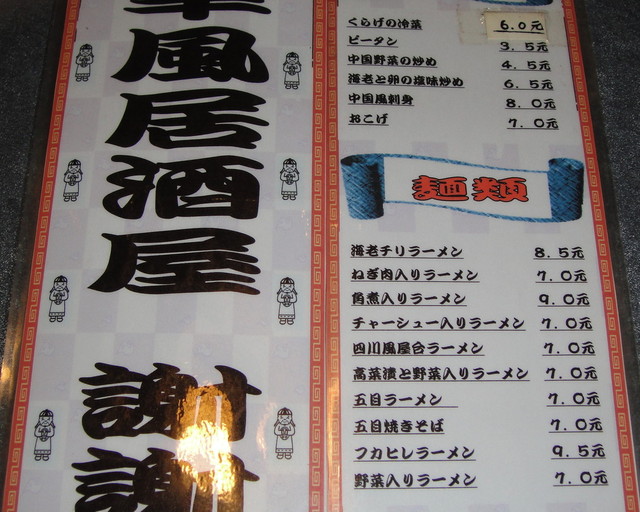 華風居酒屋
謝謝
くらげの冷菜 6.0元
ピータン 3.5元
中国野菜の炒め 4.5元
海老と卵の塩味炒め 6.5元
中国風刺身 8.0元
おこげ 7.0元
麺類
海老チリラーメン 8.5元
ねぎ肉入りラーメン 7.0元
角煮入りラーメン 9.0元
チャーシュー入りラーメン 7.0元
四川風屋台ラーメン 7.0元
高菜漬と野菜入りラーメン 7.0元
五目ラーメン 7.0元
五目焼きそば 7.0元
フカヒレラーメン 9.5元
野菜入りラーメン 7.0元